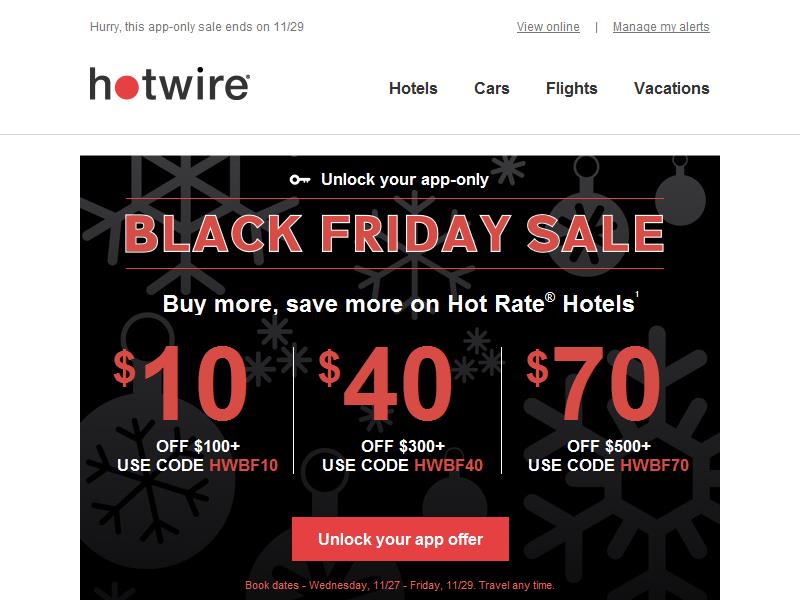 Hurry, this app-only sale ends on 11/29
View online | Manage my alerts
hotwire®
Hotels Cars Flights Vacations
Unlock your app-only
BLACK FRIDAY SALE
Buy more, save more on Hot Rate® Hotels¹
$10 $40 $70
OFF $100+ OFF $300+ OFF $500+
USE CODE HWBF10 USE CODE HWBF40 USE CODE HWBF70
Unlock your app offer
Book dates - Wednesday, 11/27 - Friday, 11/29. Travel any time.